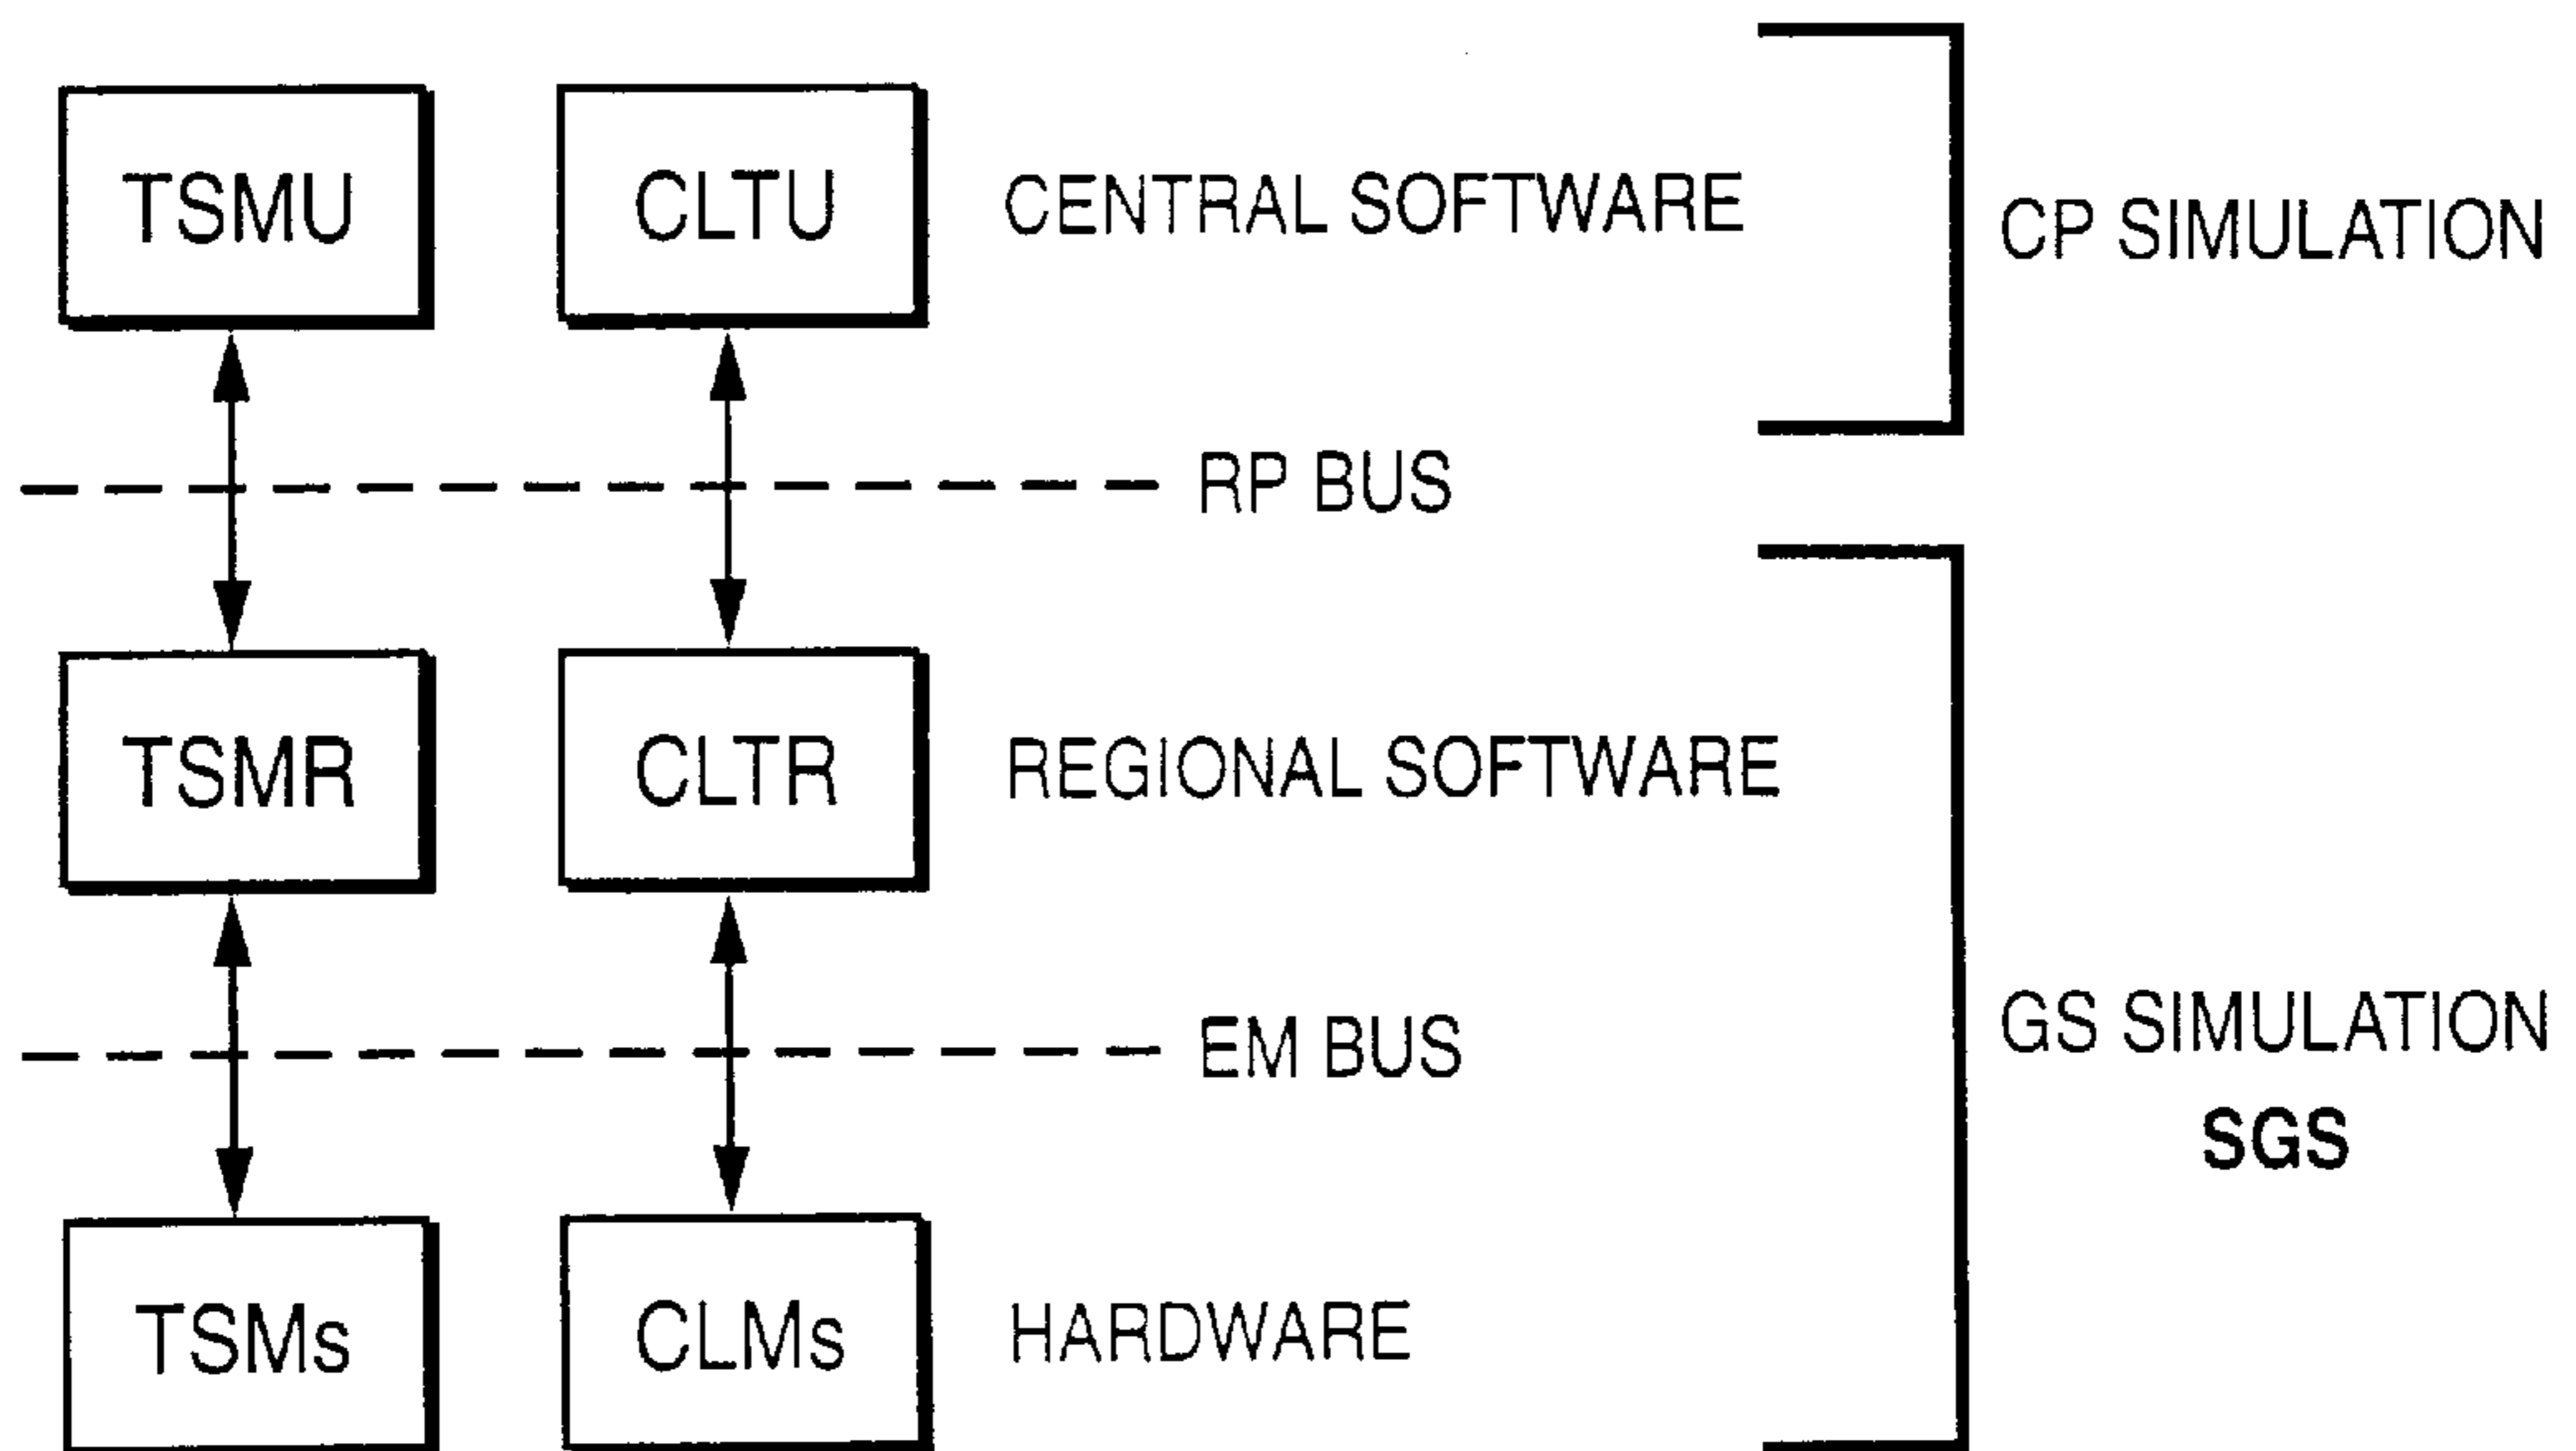 TSMU
CLTU
CENTRAL SOFTWARE
CP SIMULATION
RP BUS
TSMR
CLTR
REGIONAL SOFTWARE
EM BUS
GS SIMULATION
SGS
TSMs
CLMs
HARDWARE